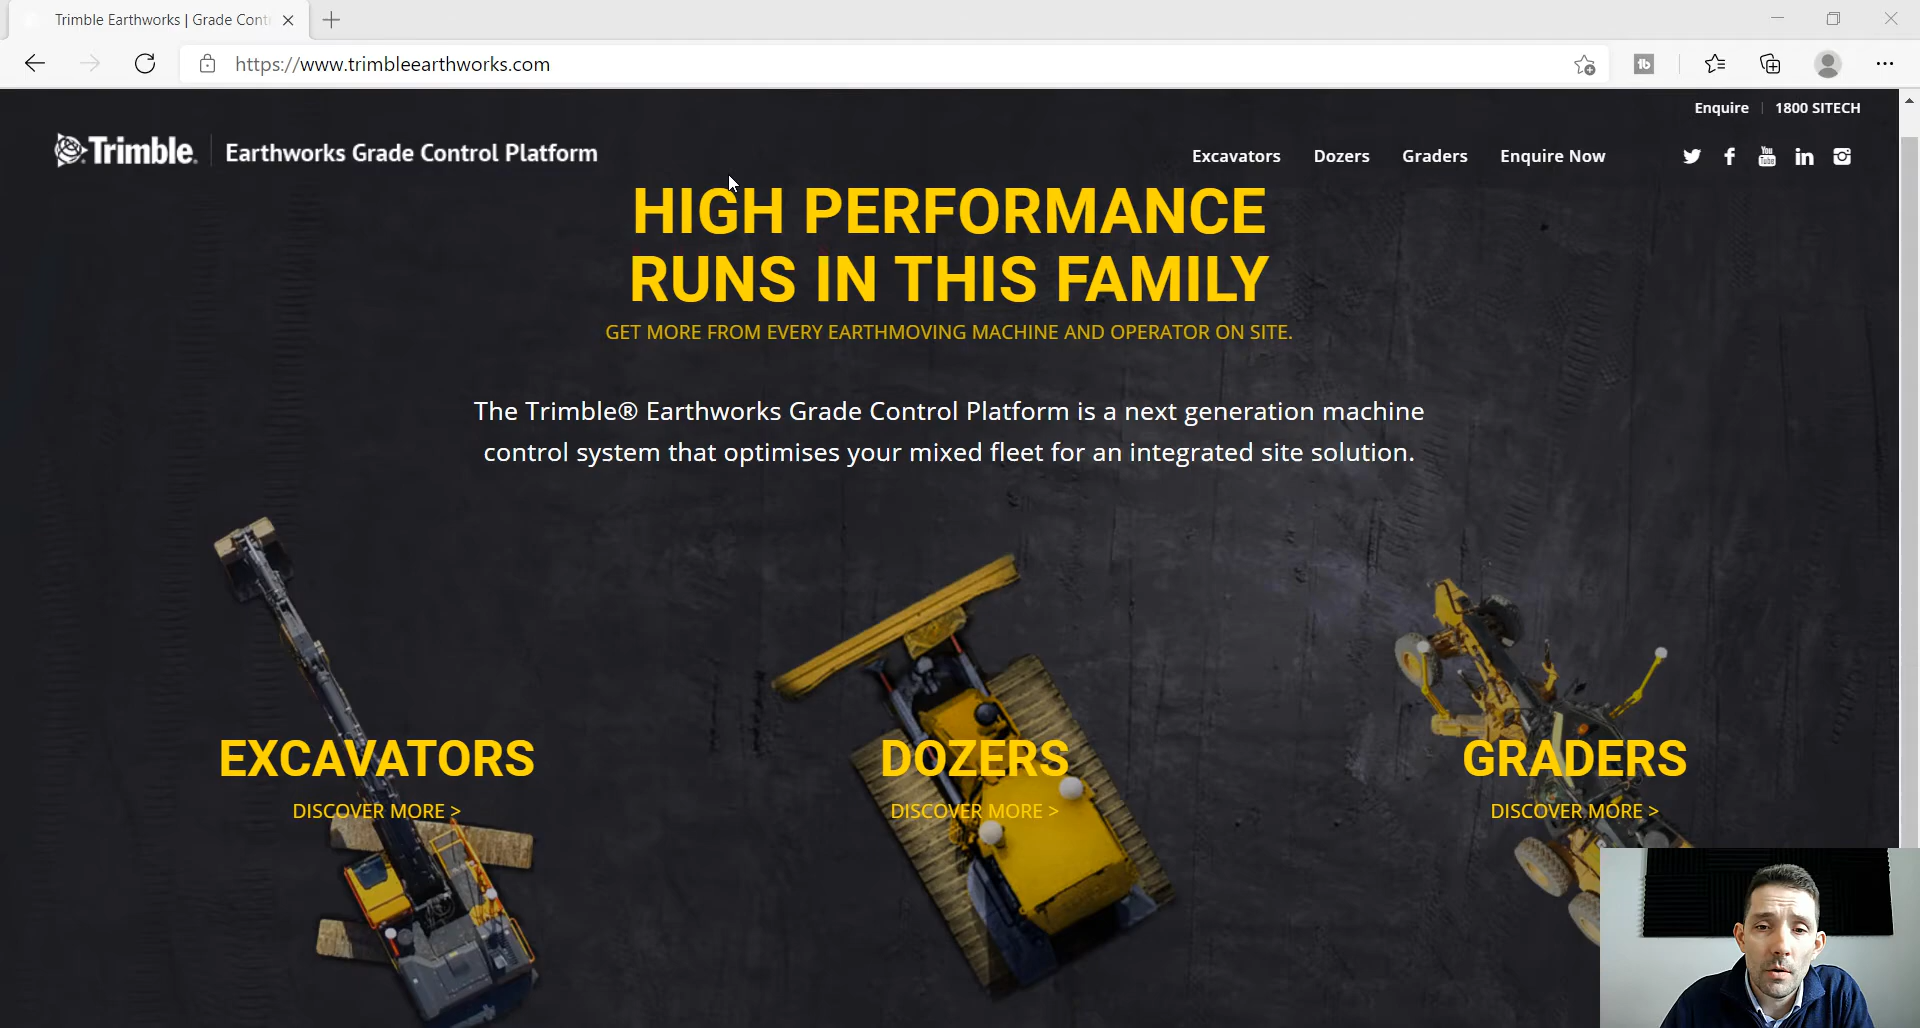 Trimble Earthworks | Grade Cont
https://www.trimbleearthworks.com
Enquire | 1800 SITECH
Trimble. Earthworks Grade Control Platform
Excavators Dozers Graders Enquire Now
You Tube
HIGH PERFORMANCE
RUNS IN THIS FAMILY
GET MORE FROM EVERY EARTHMOVING MACHINE AND OPERATOR ON SITE.
The Trimble® Earthworks Grade Control Platform is a next generation machine
control system that optimises your mixed fleet for an integrated site solution.
EXCAVATORS
DISCOVER MORE >
DOZERS
DISCOVER MORE >
GRADERS
DISCOVER MORE >